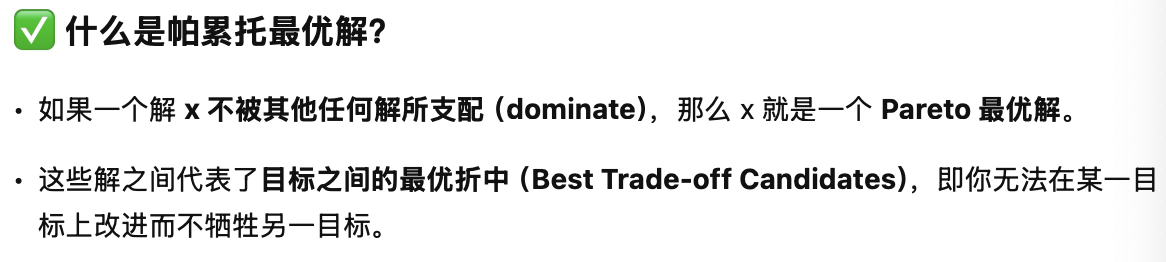 ✅ 什么是帕累托最优解？
• 如果一个解 x 不被其他任何解所支配（dominate），那么 x 就是一个 Pareto 最优解。
• 这些解之间代表了目标之间的最优折中（Best Trade-off Candidates），即你无法在某一目
标上改进而不牺牲另一目标。